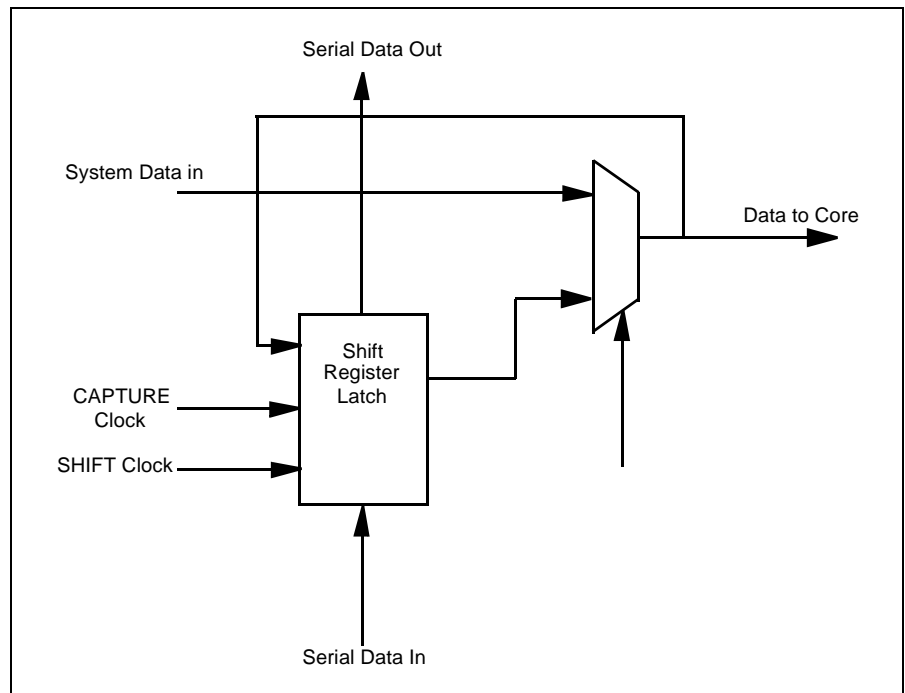 Serial Data Out
System Data in
Data to Core
Shift
Register
Latch
CAPTURE
Clock
SHIFT Clock
Serial Data In